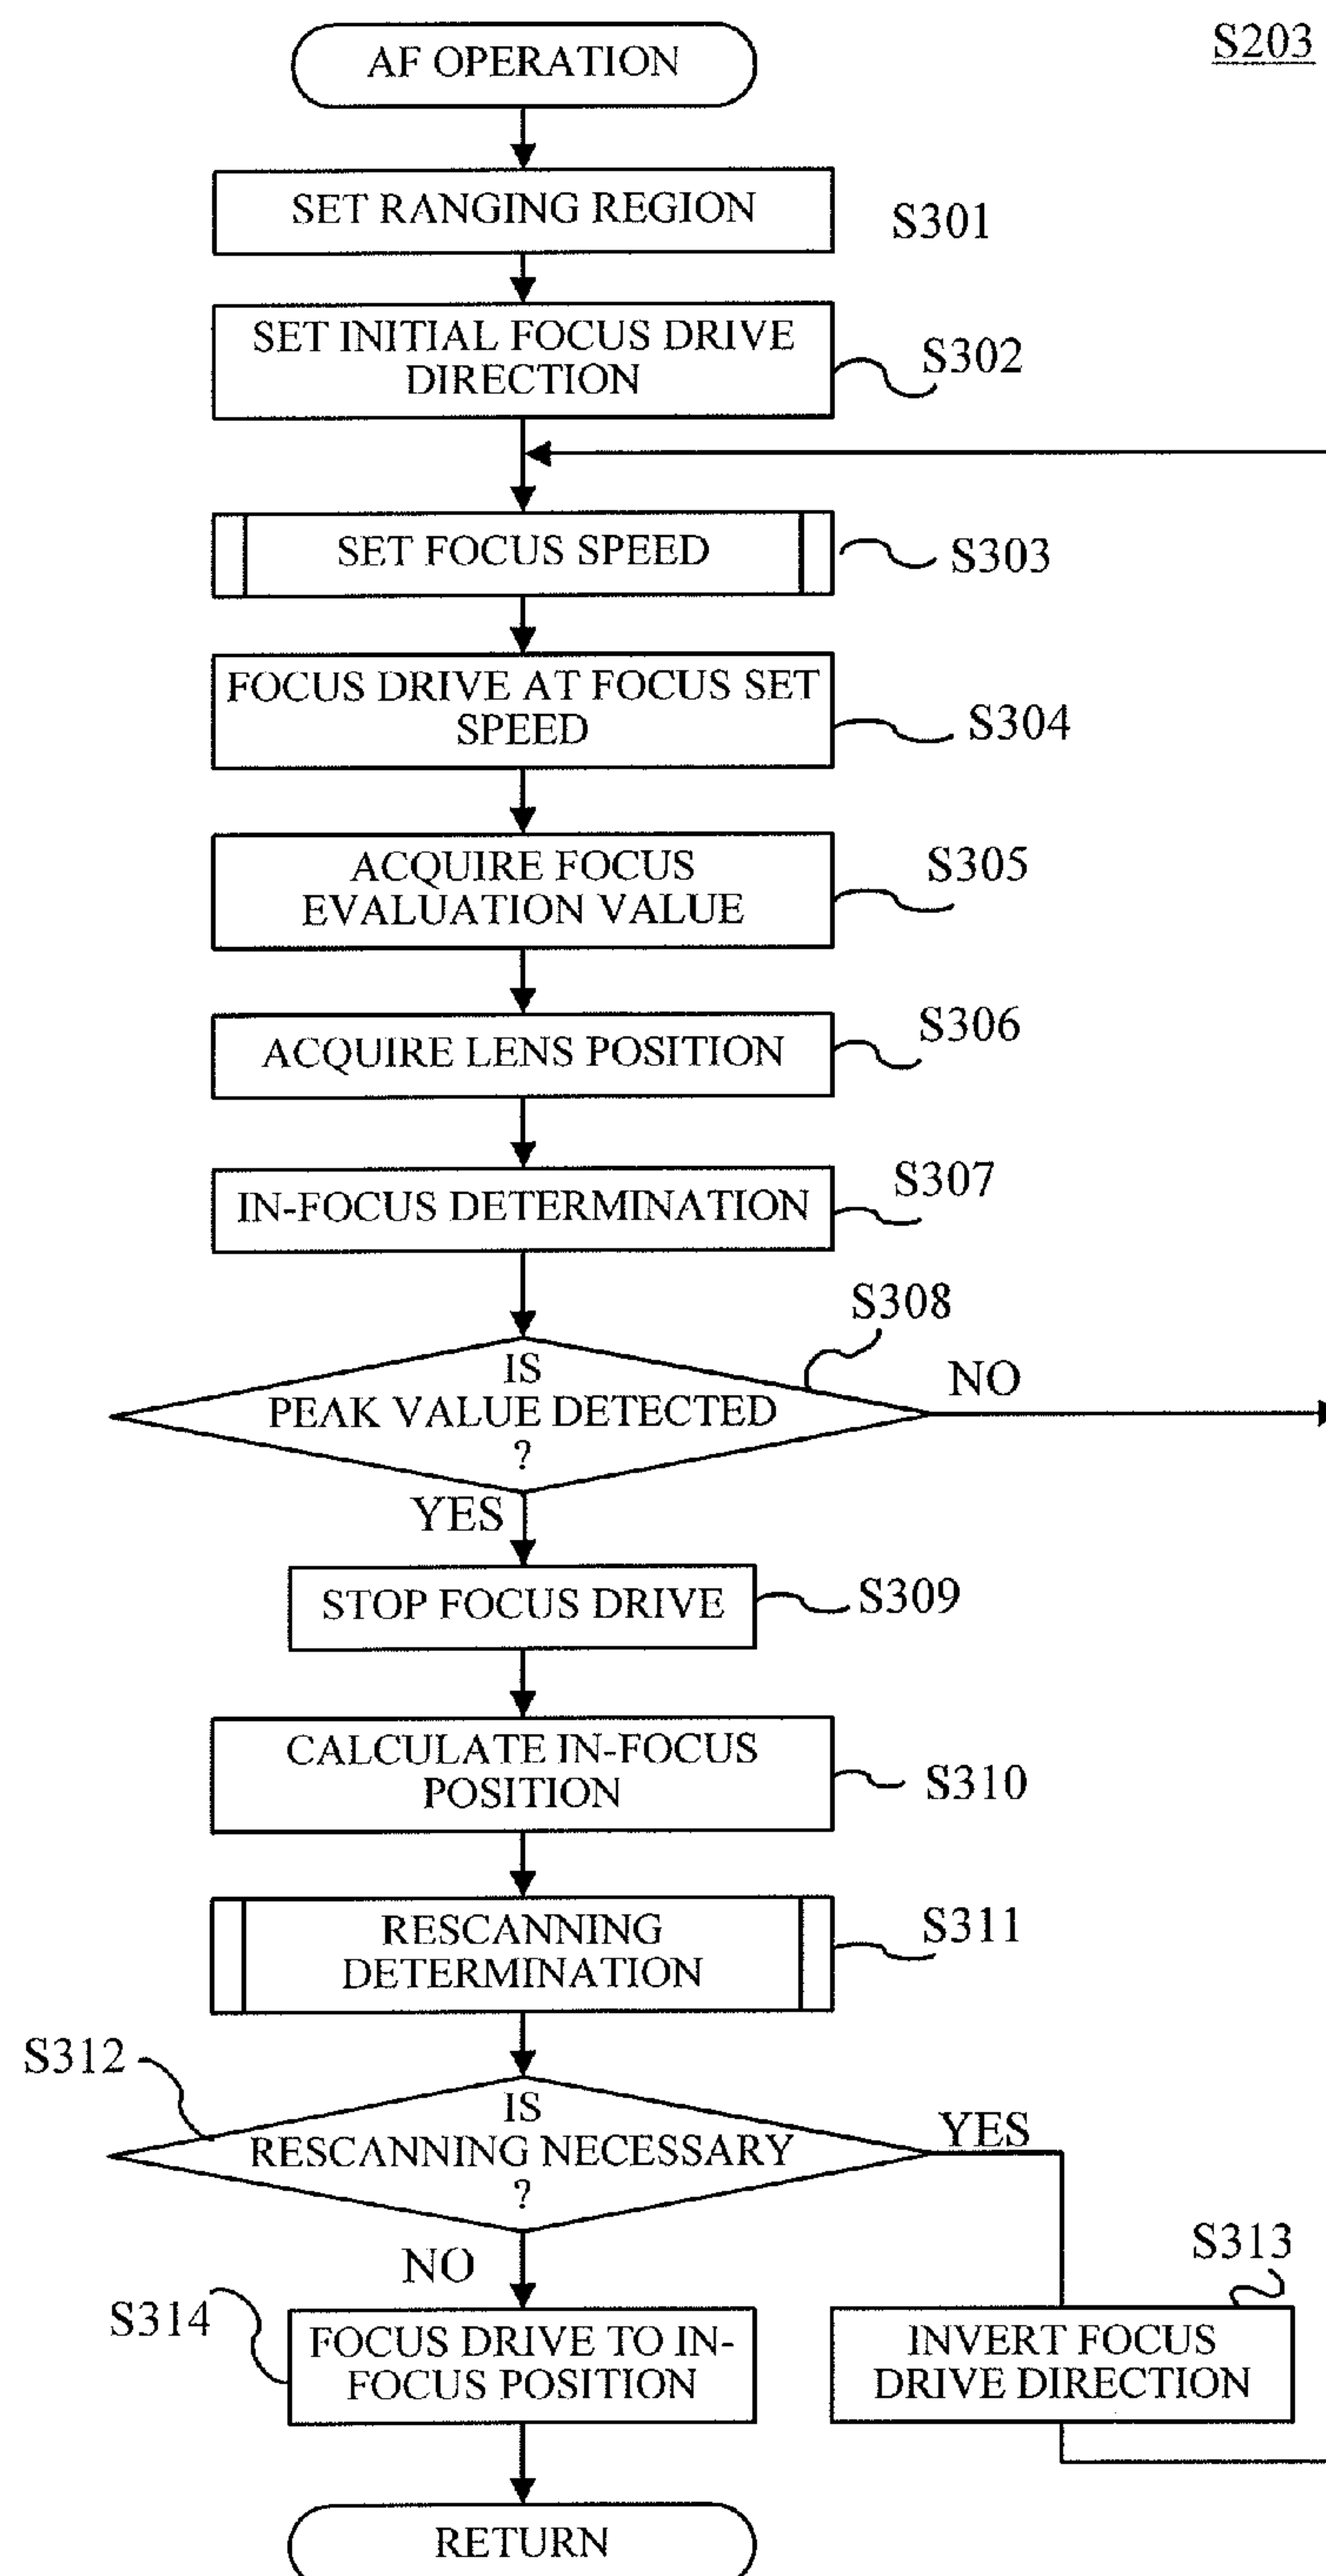 S203
AF OPERATION
SET RANGING REGION
S301
SET INITIAL FOCUS DRIVE
DIRECTION
S302
SET FOCUS SPEED
S303
FOCUS DRIVE AT FOCUS SET
SPEED
S304
ACQUIRE FOCUS
EVALUATION VALUE
S305
ACQUIRE LENS POSITION
S306
IN-FOCUS DETERMINATION
S307
S308
IS
PEAK VALUE DETECTED
?
NO
YES
STOP FOCUS DRIVE
S309
CALCULATE IN-FOCUS
POSITION
S310
RESCANNING
DETERMINATION
S311
S312
IS
RESCANNING NECESSARY
?
YES
NO
S313
S314
FOCUS DRIVE TO IN-
FOCUS POSITION
INVERT FOCUS
DRIVE DIRECTION
RETURN